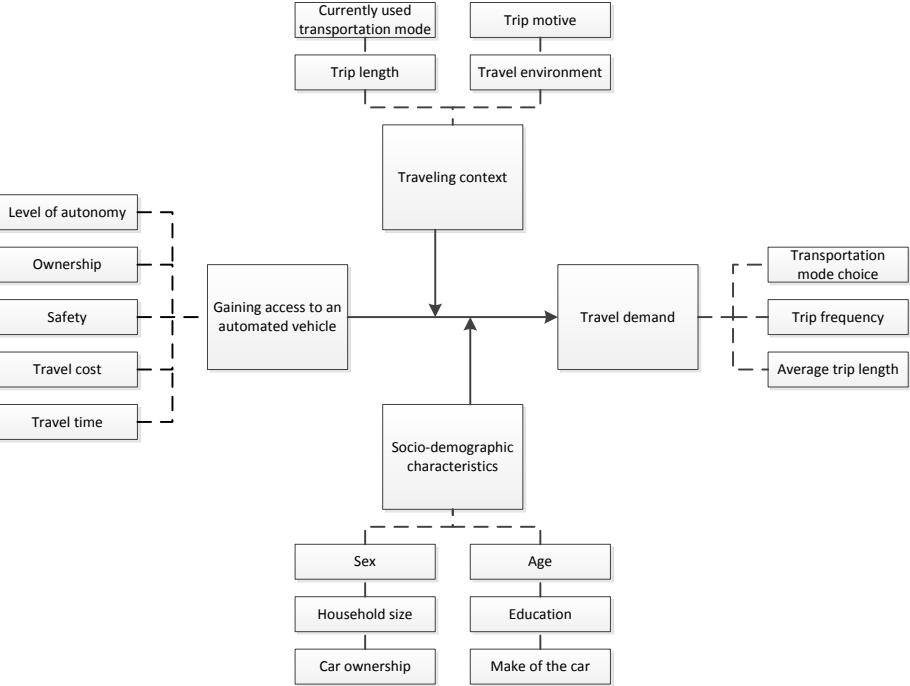 Currently used
transportation mode
Trip motive
Trip length
Travel environment
Traveling context
Level of autonomy
Ownership
Safety
Travel cost
Travel time
Gaining access to an
automated vehicle
Travel demand
Transportation
mode choice
Trip frequency
Average trip length
Socio-demographic
characteristics
Sex
Age
Household size
Education
Car ownership
Make of the car